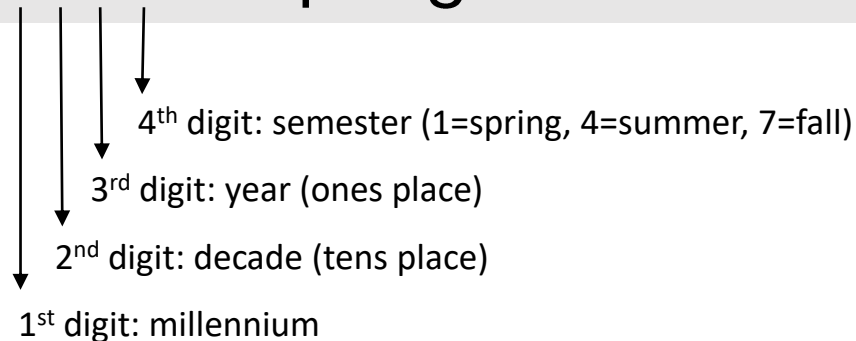 4th digit: semester (1=spring, 4=summer, 7=fall)
3rd digit: year (ones place)
2nd digit: decade (tens place)
1st digit: millennium